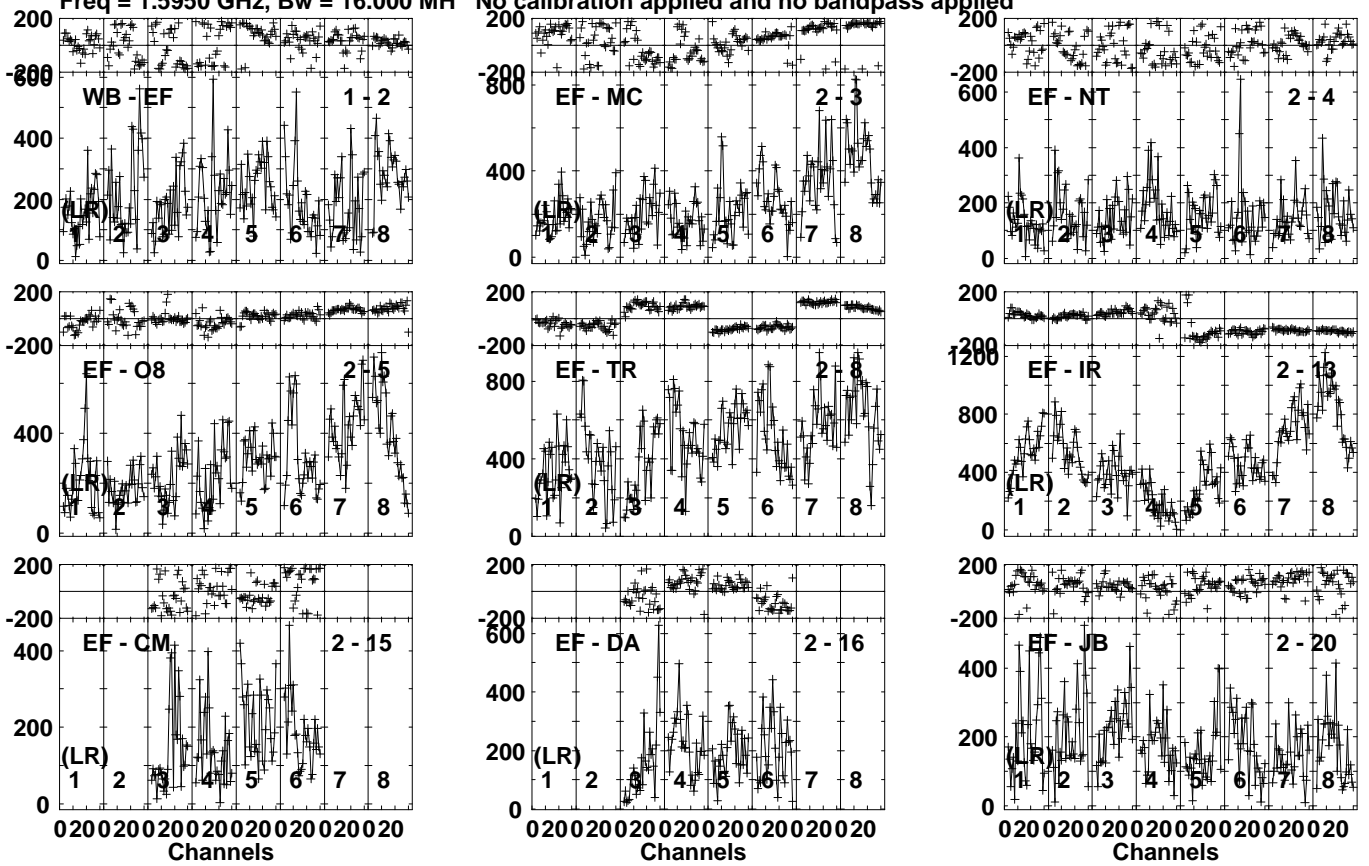 Freq = 1.5950 GHz, Bw = 16.000 MH No calibration applied and no bandpass applied
200 200 200
-200 -200 -200
600
WB - EF 1 - 2 EF - MC 2 - 3 EF - NT 2 - 4
800 600
400 400
400
200 200
(LR) (LR) (LR)
1 2 3 4 5 6 7 8 1 2 3 4 5 6 7 8 1 2 3 4 5 6 7 8
0 0 0
200 200 200
-200 -200 -200
1200
EF - O8 2 - 5 EF - TR 2 - 8 EF - IR 2 - 13
800 800
400 400 400
(LR) (LR) (LR)
1 2 3 4 5 6 7 8 1 2 3 4 5 6 7 8 1 2 3 4 5 6 7 8
0 0 0
200 200 200
-200 -200 -200
600
EF - CM 2 - 15 EF - DA 2 - 16 EF - JB 2 - 20
400 400 400
200 200 200
(LR) (LR) (LR)
1 2 3 4 5 6 7 8 1 2 3 4 5 6 7 8 1 2 3 4 5 6 7 8
0 0 0
020020020020020020020020 020020020020020020020020 020020020020020020020020
Channels Channels